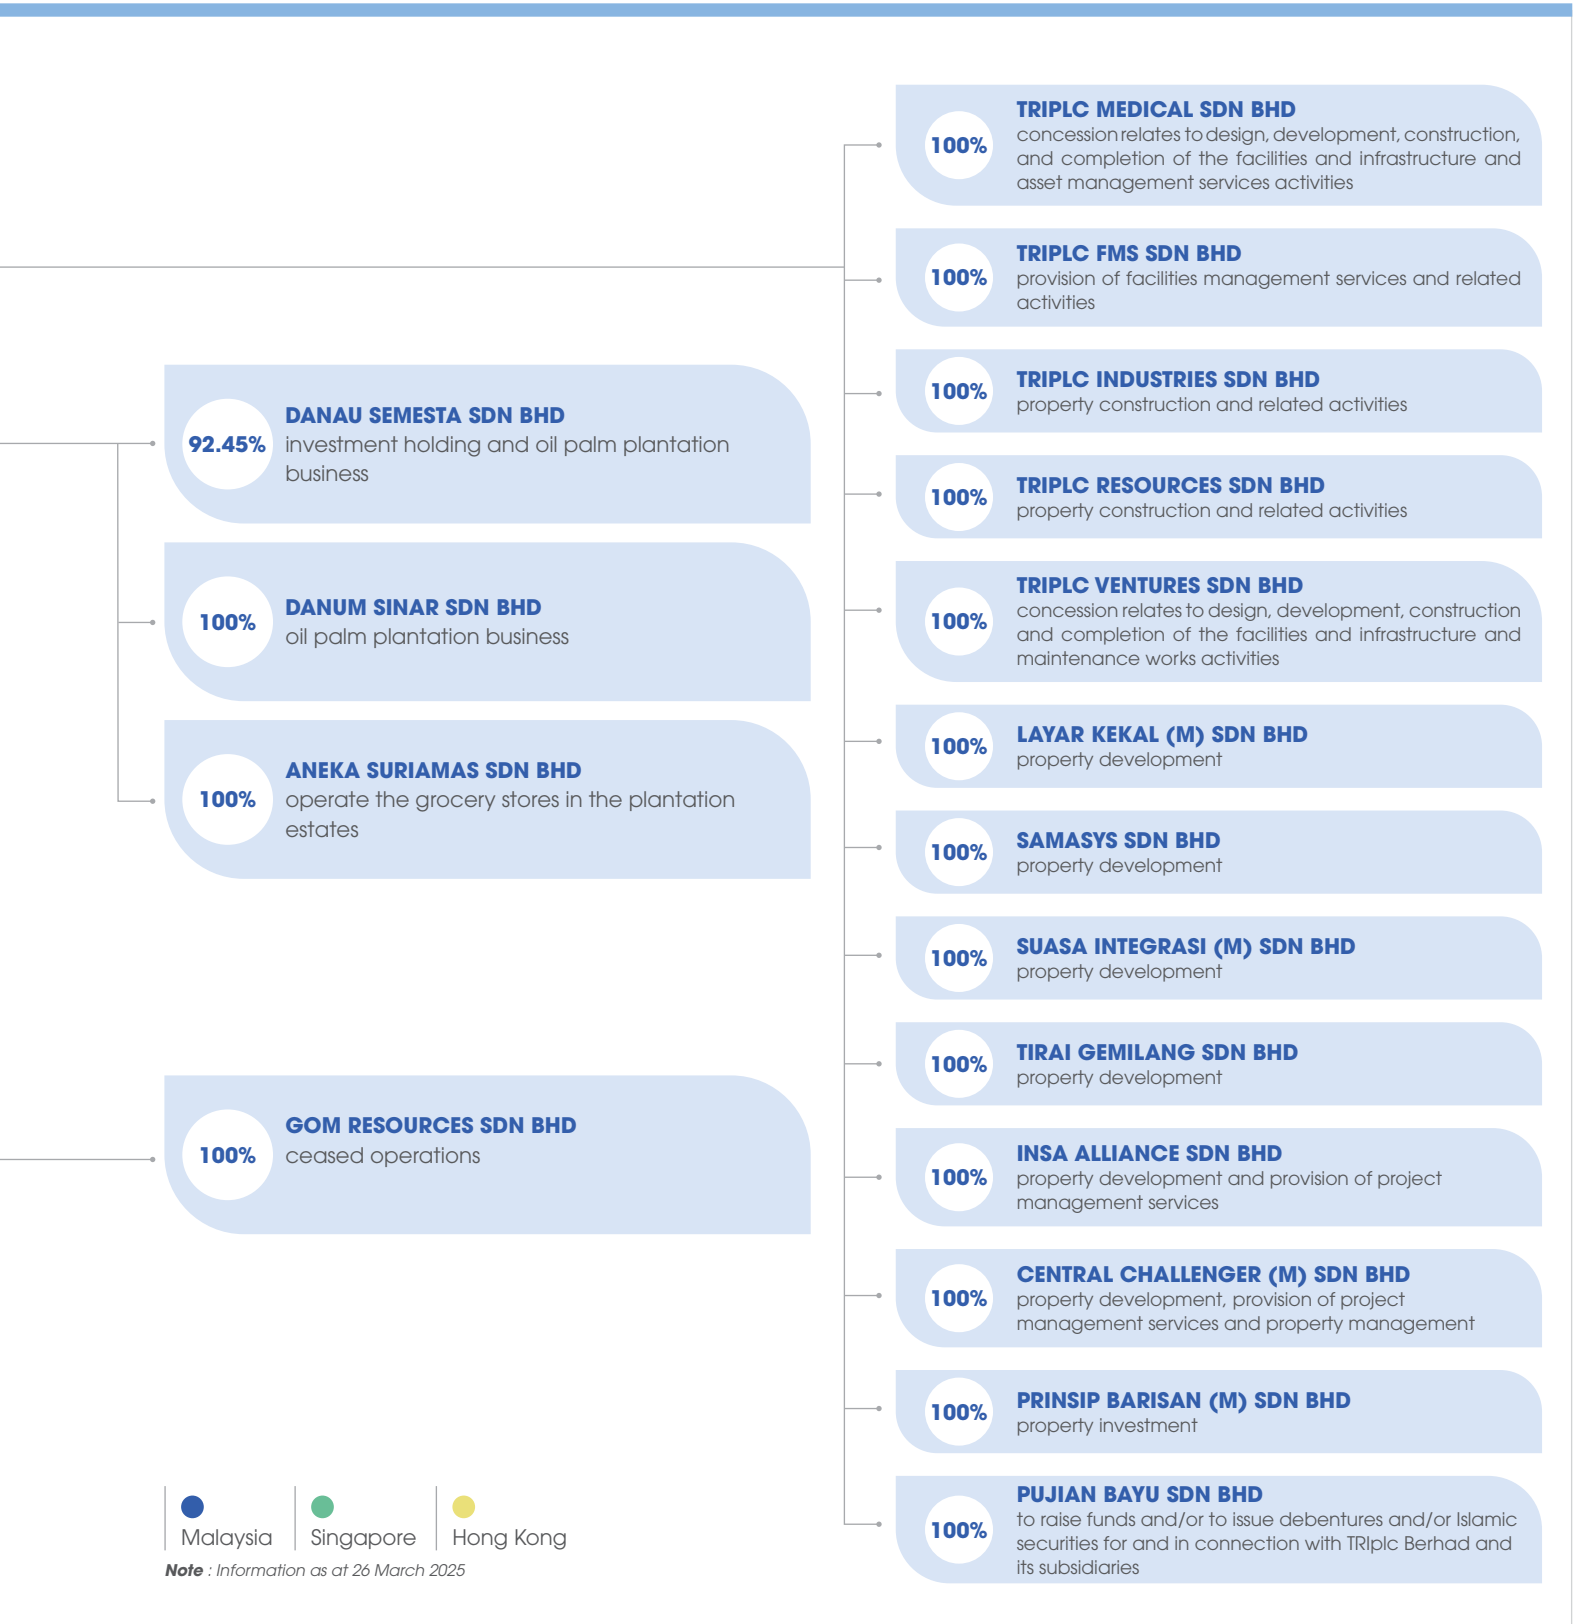 100%
TRIPLC MEDICAL SDN BHD
concession relates to design, development, construction,
and completion of the facilities and infrastructure and
asset management services activities
100%
TRIPLC FMS SDN BHD
provision of facilities management services and related
activities
100%
TRIPLC INDUSTRIES SDN BHD
property construction and related activities
100%
TRIPLC RESOURCES SDN BHD
property construction and related activities
100%
TRIPLC VENTURES SDN BHD
concession relates to design, development, construction
and completion of the facilities and infrastructure and
maintenance works activities
100%
LAYAR KEKAL (M) SDN BHD
property development
100%
SAMASYS SDN BHD
property development
100%
SUASA INTEGRASI (M) SDN BHD
property development
100%
TIRAI GEMILANG SDN BHD
property development
100%
INSA ALLIANCE SDN BHD
property development and provision of project
management services
100%
CENTRAL CHALLENGER (M) SDN BHD
property development, provision of project
management services and property management
100%
PRINSIP BARISAN (M) SDN BHD
property investment
100%
PUJIAN BAYU SDN BHD
to raise funds and/or to issue debentures and/or Islamic
securities for and in connection with TRIplc Berhad and
its subsidiaries
92.45%
DANAU SEMESTA SDN BHD
investment holding and oil palm plantation
business
100%
DANUM SINAR SDN BHD
oil palm plantation business
100%
ANEKA SURIAMAS SDN BHD
operate the grocery stores in the plantation
estates
100%
GOM RESOURCES SDN BHD
ceased operations
Malaysia
Singapore
Hong Kong
Note : Information as at 26 March 2025